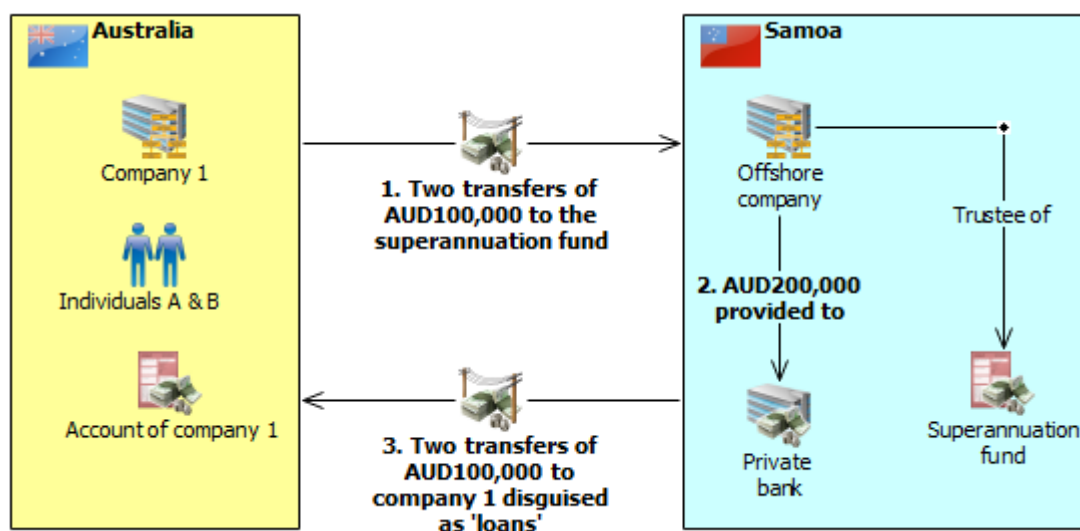 Australia
Company 1
Individuals A & B
Account of company 1
1. Two transfers of
AUD100,000 to the
superannuation fund
3. Two transfers of
AUD100,000 to
company 1 disguised
as 'loans'
Samoa
Offshore
company
Trustee of
2. AUD200,000
provided to
Private
bank
Superannuation
fund